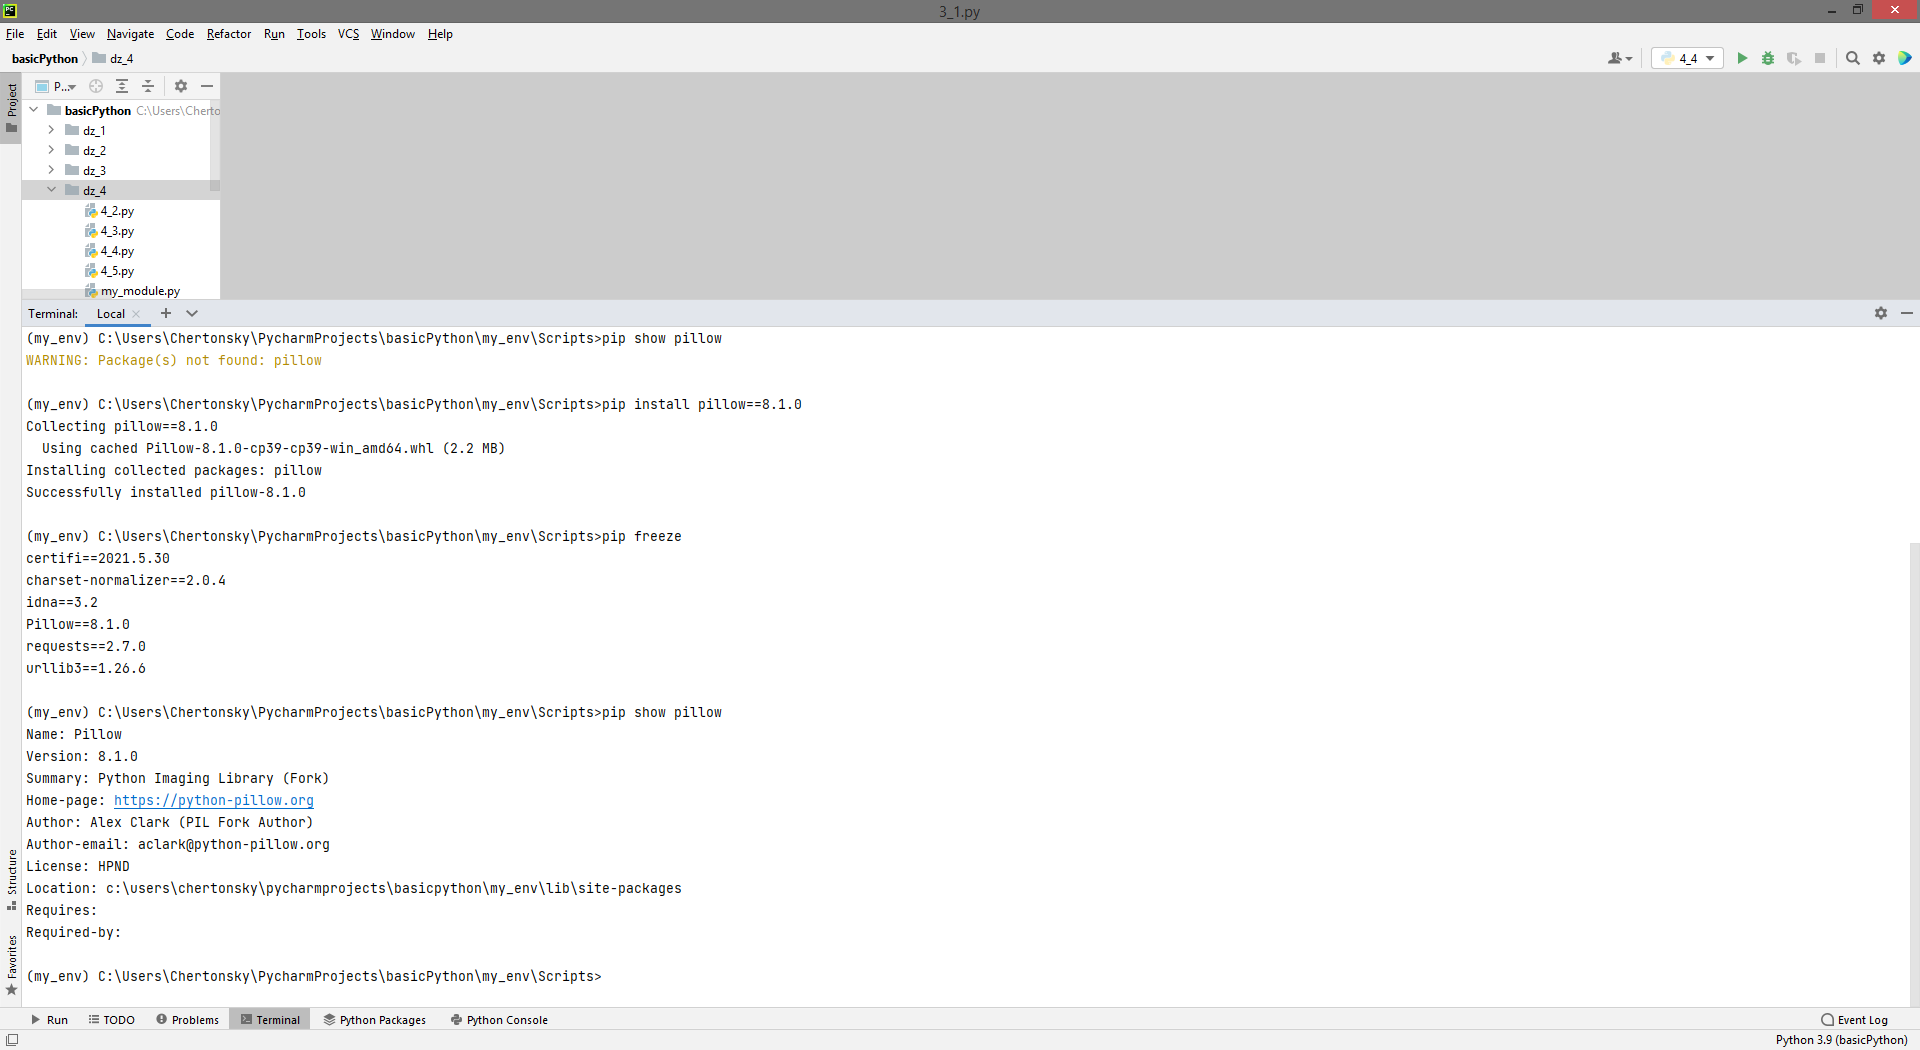 3_1.py
File Edit View Navigate Code Refactor Run Tools VCS Window Help
basicPython dz_4
4_4
Project
P...
basicPython C:\Users\Cherto
dz_1
dz_2
dz_3
dz_4
4_2.py
4_3.py
4_4.py
4_5.py
my_module.py
Terminal: Local
(my_env) C:\Users\Chertonsky\PycharmProjects\basicPython\my_env\Scripts>pip show pillow
WARNING: Package(s) not found: pillow
(my_env) C:\Users\Chertonsky\PycharmProjects\basicPython\my_env\Scripts>pip install pillow==8.1.0
Collecting pillow==8.1.0
Using cached Pillow-8.1.0-cp39-cp39-win_amd64.whl (2.2 MB)
Installing collected packages: pillow
Successfully installed pillow-8.1.0
(my_env) C:\Users\Chertonsky\PycharmProjects\basicPython\my_env\Scripts>pip freeze
certifi==2021.5.30
charset-normalizer==2.0.4
idna==3.2
Pillow==8.1.0
requests==2.7.0
urllib3==1.26.6
(my_env) C:\Users\Chertonsky\PycharmProjects\basicPython\my_env\Scripts>pip show pillow
Name: Pillow
Version: 8.1.0
Summary: Python Imaging Library (Fork)
Home-page: https://python-pillow.org
Author: Alex Clark (PIL Fork Author)
Author-email: aclark@python-pillow.org
License: HPND
Location: c:\users\chertonsky\pycharmprojects\basicpython\my_env\lib\site-packages
Requires:
Required-by:
(my_env) C:\Users\Chertonsky\PycharmProjects\basicPython\my_env\Scripts>
Structure
Favorites
Run TODO Problems Terminal Python Packages Python Console Event Log
Python 3.9 (basicPython)